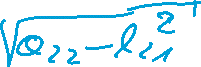 √(a₂₂ − l₂₁²)